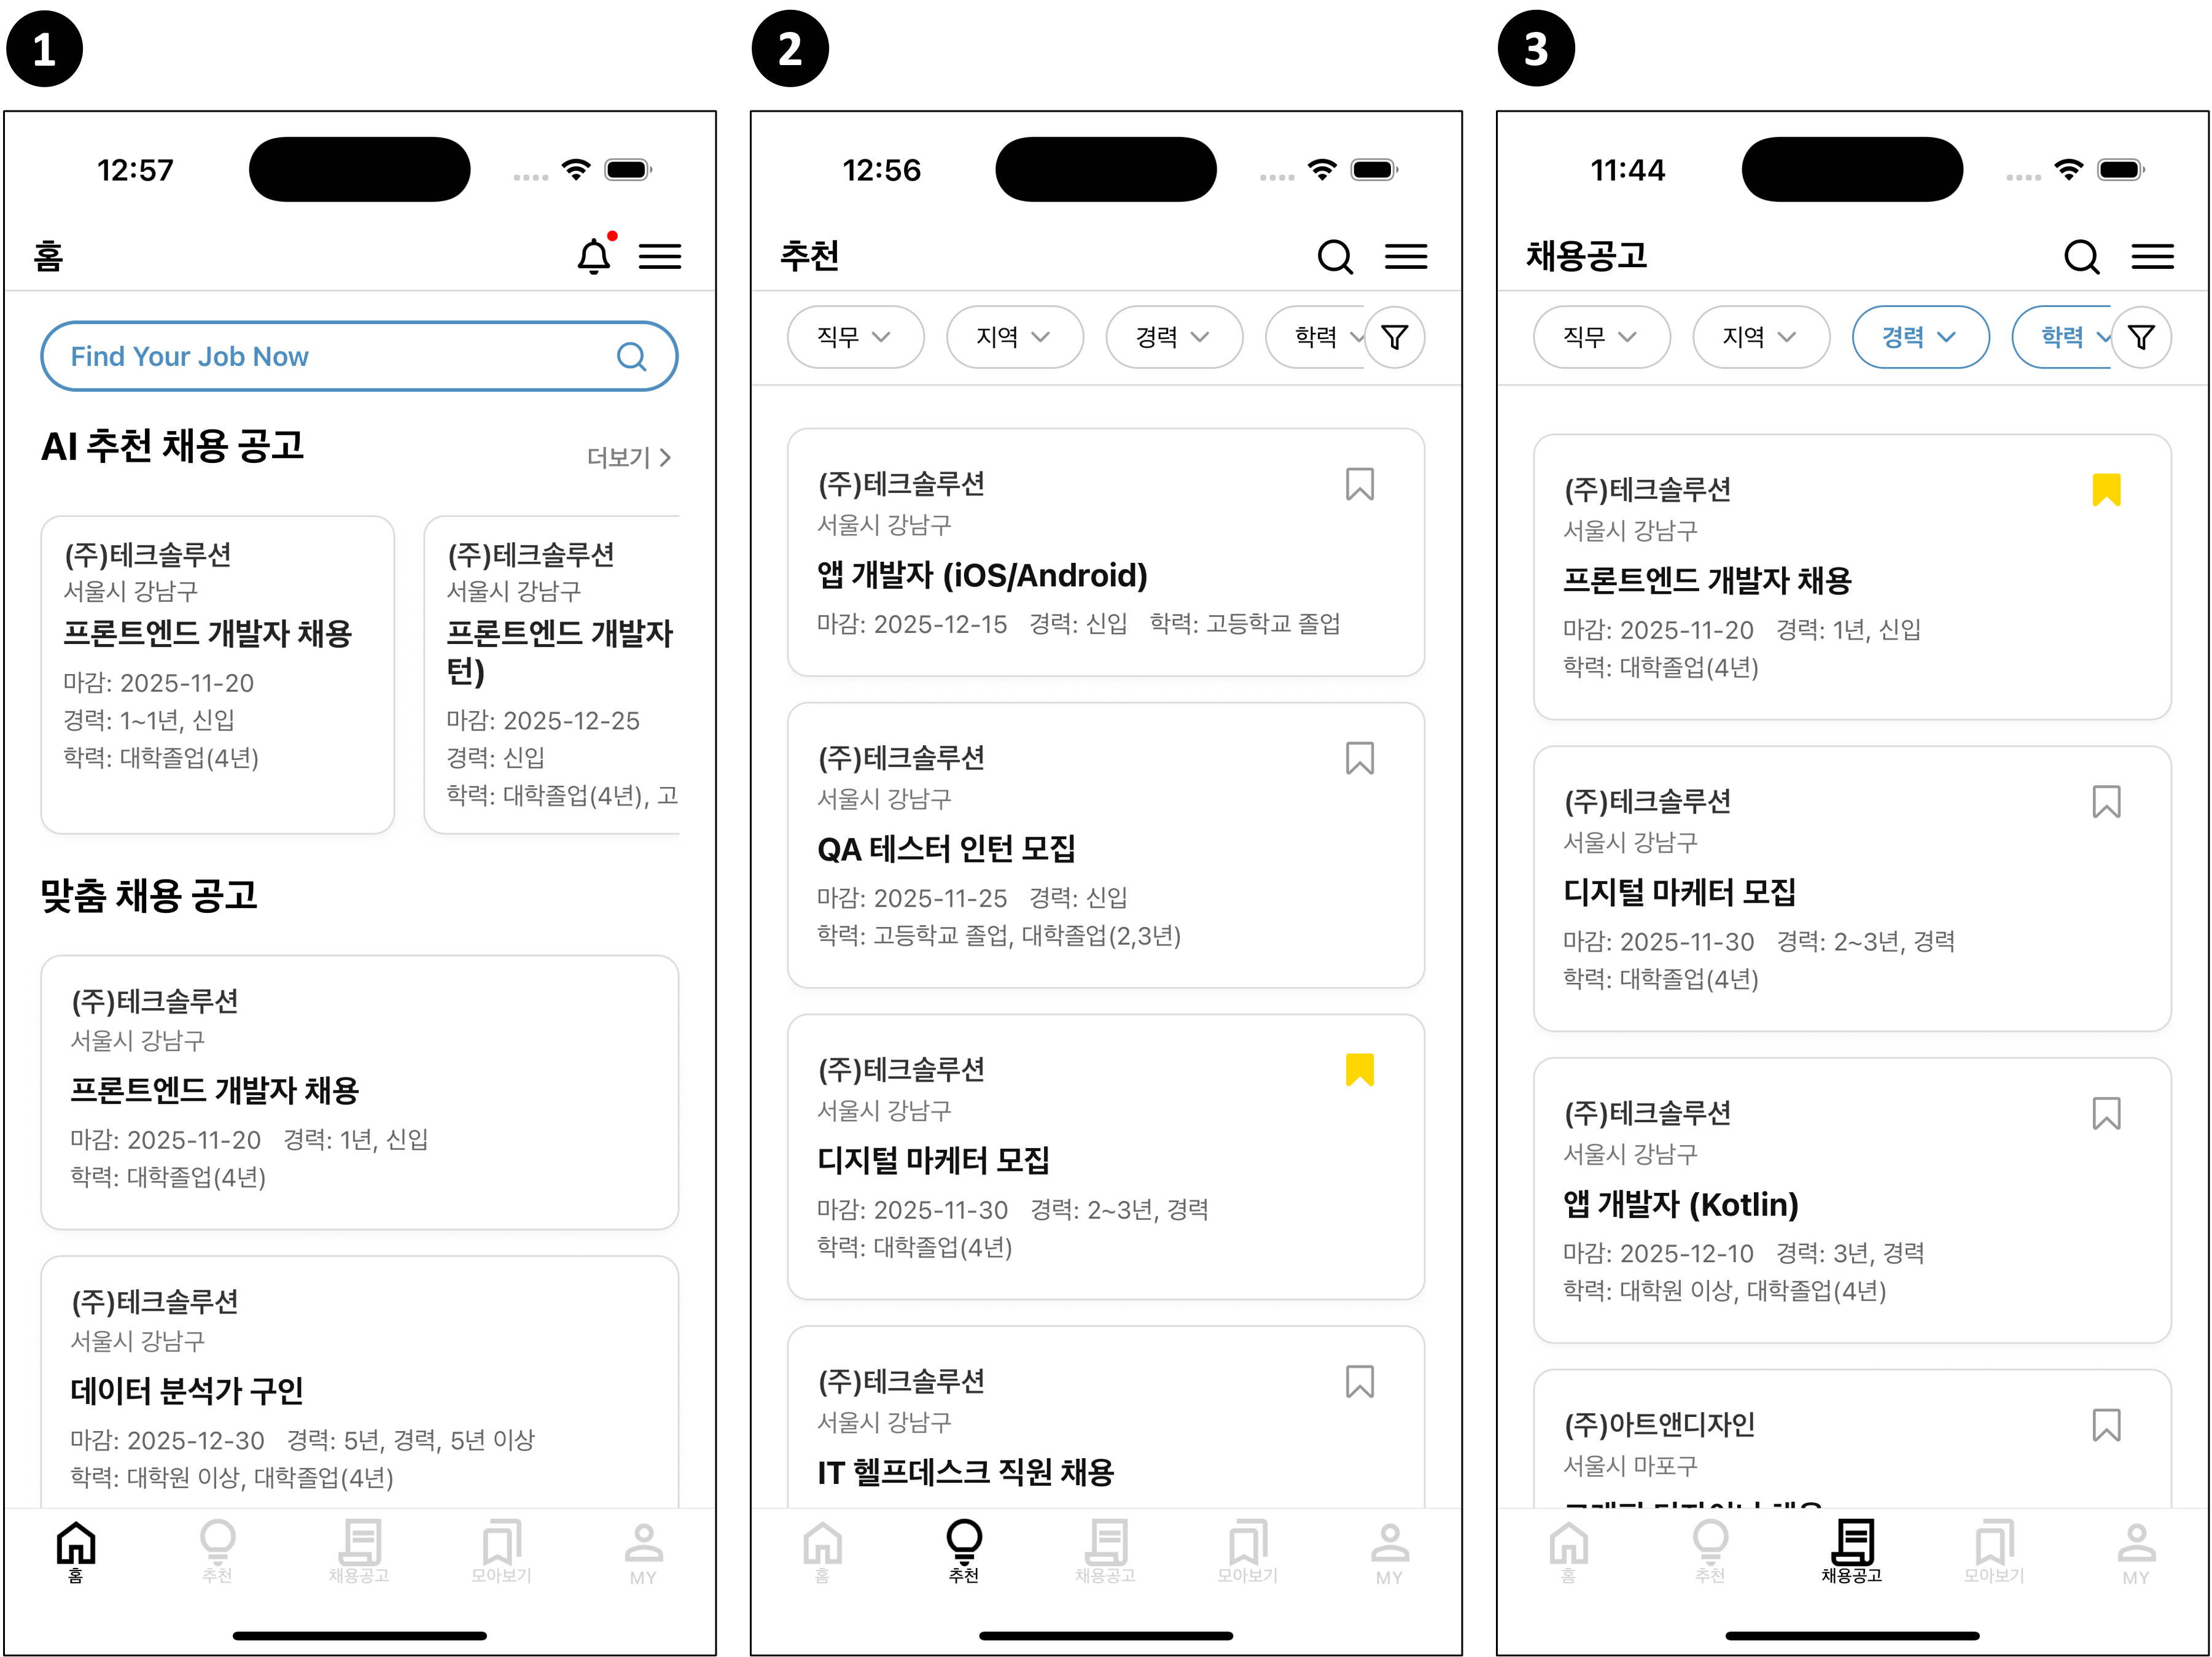 1
12:57
홈
Find Your Job Now
AI 추천 채용 공고
더보기
(주)테크솔루션
서울시 강남구
프론트엔드 개발자 채용
마감: 2025-11-20
경력: 1~1년, 신입
학력: 대학졸업(4년)
(주)테크솔루션
서울시 강남구
프론트엔드 개발자
턴)
마감: 2025-12-25
경력: 신입
학력: 대학졸업(4년), 고
맞춤 채용 공고
(주)테크솔루션
서울시 강남구
프론트엔드 개발자 채용
마감: 2025-11-20 경력: 1년, 신입
학력: 대학졸업(4년)
(주)테크솔루션
서울시 강남구
데이터 분석가 구인
마감: 2025-12-30 경력: 5년, 경력, 5년 이상
학력: 대학원 이상, 대학졸업(4년)
홈 추천 채용공고 모아보기 MY
2
12:56
추천
직무 지역 경력 학력
(주)테크솔루션
서울시 강남구
앱 개발자 (iOS/Android)
마감: 2025-12-15 경력: 신입 학력: 고등학교 졸업
(주)테크솔루션
서울시 강남구
QA 테스터 인턴 모집
마감: 2025-11-25 경력: 신입
학력: 고등학교 졸업, 대학졸업(2,3년)
(주)테크솔루션
서울시 강남구
디지털 마케터 모집
마감: 2025-11-30 경력: 2~3년, 경력
학력: 대학졸업(4년)
(주)테크솔루션
서울시 강남구
IT 헬프데스크 직원 채용
홈 추천 채용공고 모아보기 MY
3
11:44
채용공고
직무 지역 경력 학력
(주)테크솔루션
서울시 강남구
프론트엔드 개발자 채용
마감: 2025-11-20 경력: 1년, 신입
학력: 대학졸업(4년)
(주)테크솔루션
서울시 강남구
디지털 마케터 모집
마감: 2025-11-30 경력: 2~3년, 경력
학력: 대학졸업(4년)
(주)테크솔루션
서울시 강남구
앱 개발자 (Kotlin)
마감: 2025-12-10 경력: 3년, 경력
학력: 대학원 이상, 대학졸업(4년)
(주)아트앤디자인
서울시 마포구
홈 추천 채용공고 모아보기 MY